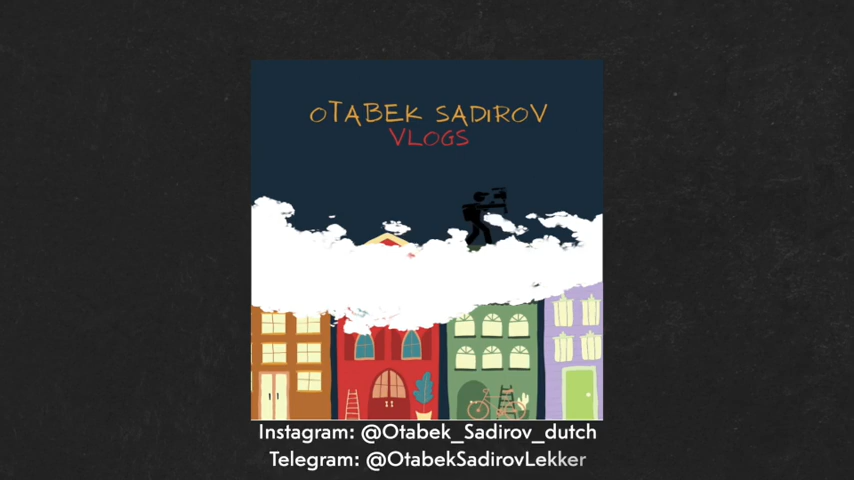 OTABEK SADIROV
VLOGS
Instagram: @Otabek_Sadirov_dutch
Telegram: @OtabekSadirovLekker